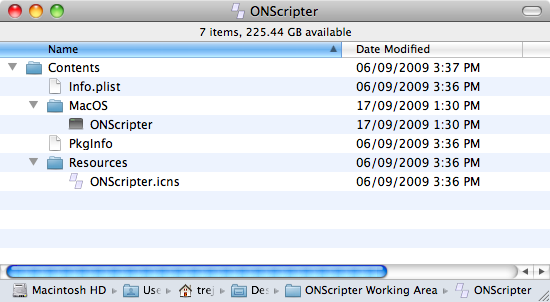 ONScripter
7 items, 225.44 GB available
Name Date Modified
Contents 06/09/2009 3:37 PM
Info.plist 06/09/2009 3:36 PM
MacOS 17/09/2009 1:30 PM
ONScripter 17/09/2009 1:30 PM
PkgInfo 06/09/2009 3:36 PM
Resources 06/09/2009 3:36 PM
ONScripter.icns 06/09/2009 3:36 PM
Macintosh HD Use trej Des ONScripter Working Area ONScripter